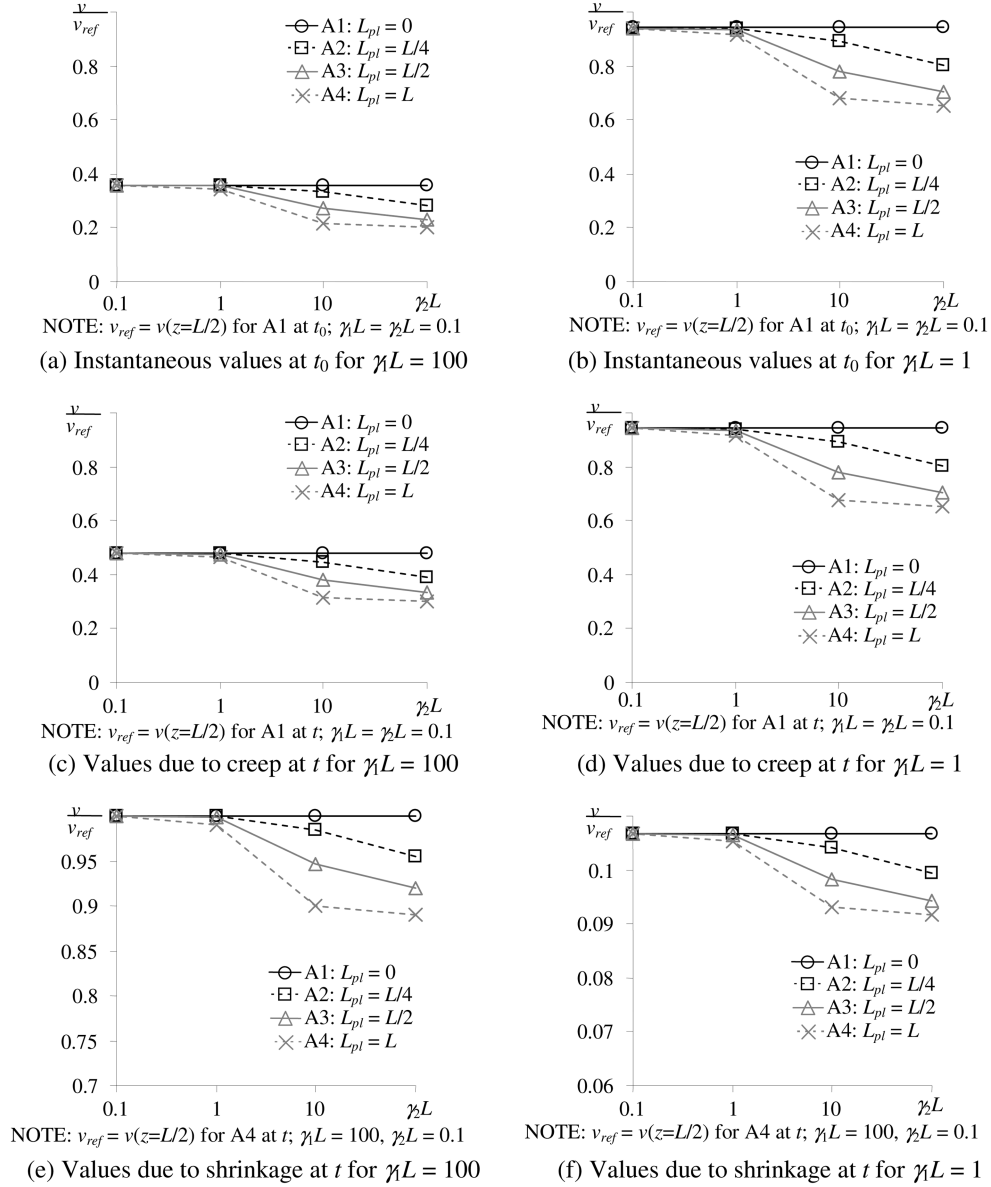 v
v_ref
A1: L_pl = 0
A2: L_pl = L/4
A3: L_pl = L/2
A4: L_pl = L
0.8
0.6
0.4
0.2
0
0.1
1
10
γ2L
NOTE: v_ref = v(z=L/2) for A1 at t0; γ1L = γ2L = 0.1
(a) Instantaneous values at t0 for γ1L = 100
v
v_ref
0.8
0.6
0.4
0.2
0
A1: L_pl = 0
A2: L_pl = L/4
A3: L_pl = L/2
A4: L_pl = L
0.1
1
10
γ2L
NOTE: v_ref = v(z=L/2) for A1 at t0; γ1L = γ2L = 0.1
(b) Instantaneous values at t0 for γ1L = 1
v
v_ref
A1: L_pl = 0
A2: L_pl = L/4
A3: L_pl = L/2
A4: L_pl = L
0.8
0.6
0.4
0.2
0
0.1
1
10
γ2L
NOTE: v_ref = v(z=L/2) for A1 at t; γ1L = γ2L = 0.1
(c) Values due to creep at t for γ1L = 100
v
v_ref
0.8
0.6
0.4
0.2
0
A1: L_pl = 0
A2: L_pl = L/4
A3: L_pl = L/2
A4: L_pl = L
0.1
1
10
γ2L
NOTE: v_ref = v(z=L/2) for A1 at t; γ1L = γ2L = 0.1
(d) Values due to creep at t for γ1L = 1
v
v_ref
0.95
0.9
0.85
0.8
0.75
0.7
A1: L_pl = 0
A2: L_pl = L/4
A3: L_pl = L/2
A4: L_pl = L
0.1
1
10
γ2L
NOTE: v_ref = v(z=L/2) for A4 at t; γ1L = 100, γ2L = 0.1
(e) Values due to shrinkage at t for γ1L = 100
v
v_ref
0.1
0.09
0.08
0.07
0.06
A1: L_pl = 0
A2: L_pl = L/4
A3: L_pl = L/2
A4: L_pl = L
0.1
1
10
γ2L
NOTE: v_ref = v(z=L/2) for A4 at t; γ1L = 100, γ2L = 0.1
(f) Values due to shrinkage at t for γ1L = 1